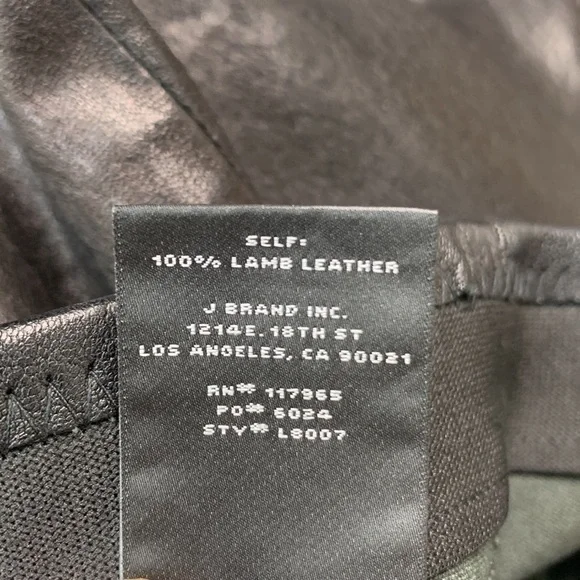 SELF:
100% LAMB LEATHER
J BRAND INC.
1214E. 18TH ST
LOS ANGELES, CA 90021
RN# 117965
PO# 6024
STY# L8007